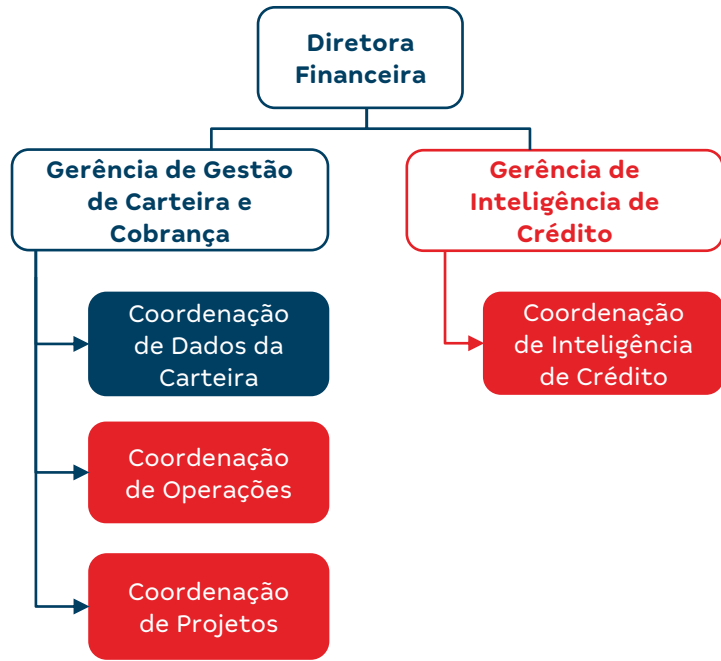 Diretora
Financeira
Gerência de Gestão
de Carteira e
Cobrança
Gerência de
Inteligência de
Crédito
Coordenação
de Dados da
Carteira
Coordenação
de Inteligência
de Crédito
Coordenação
de Operações
Coordenação
de Projetos